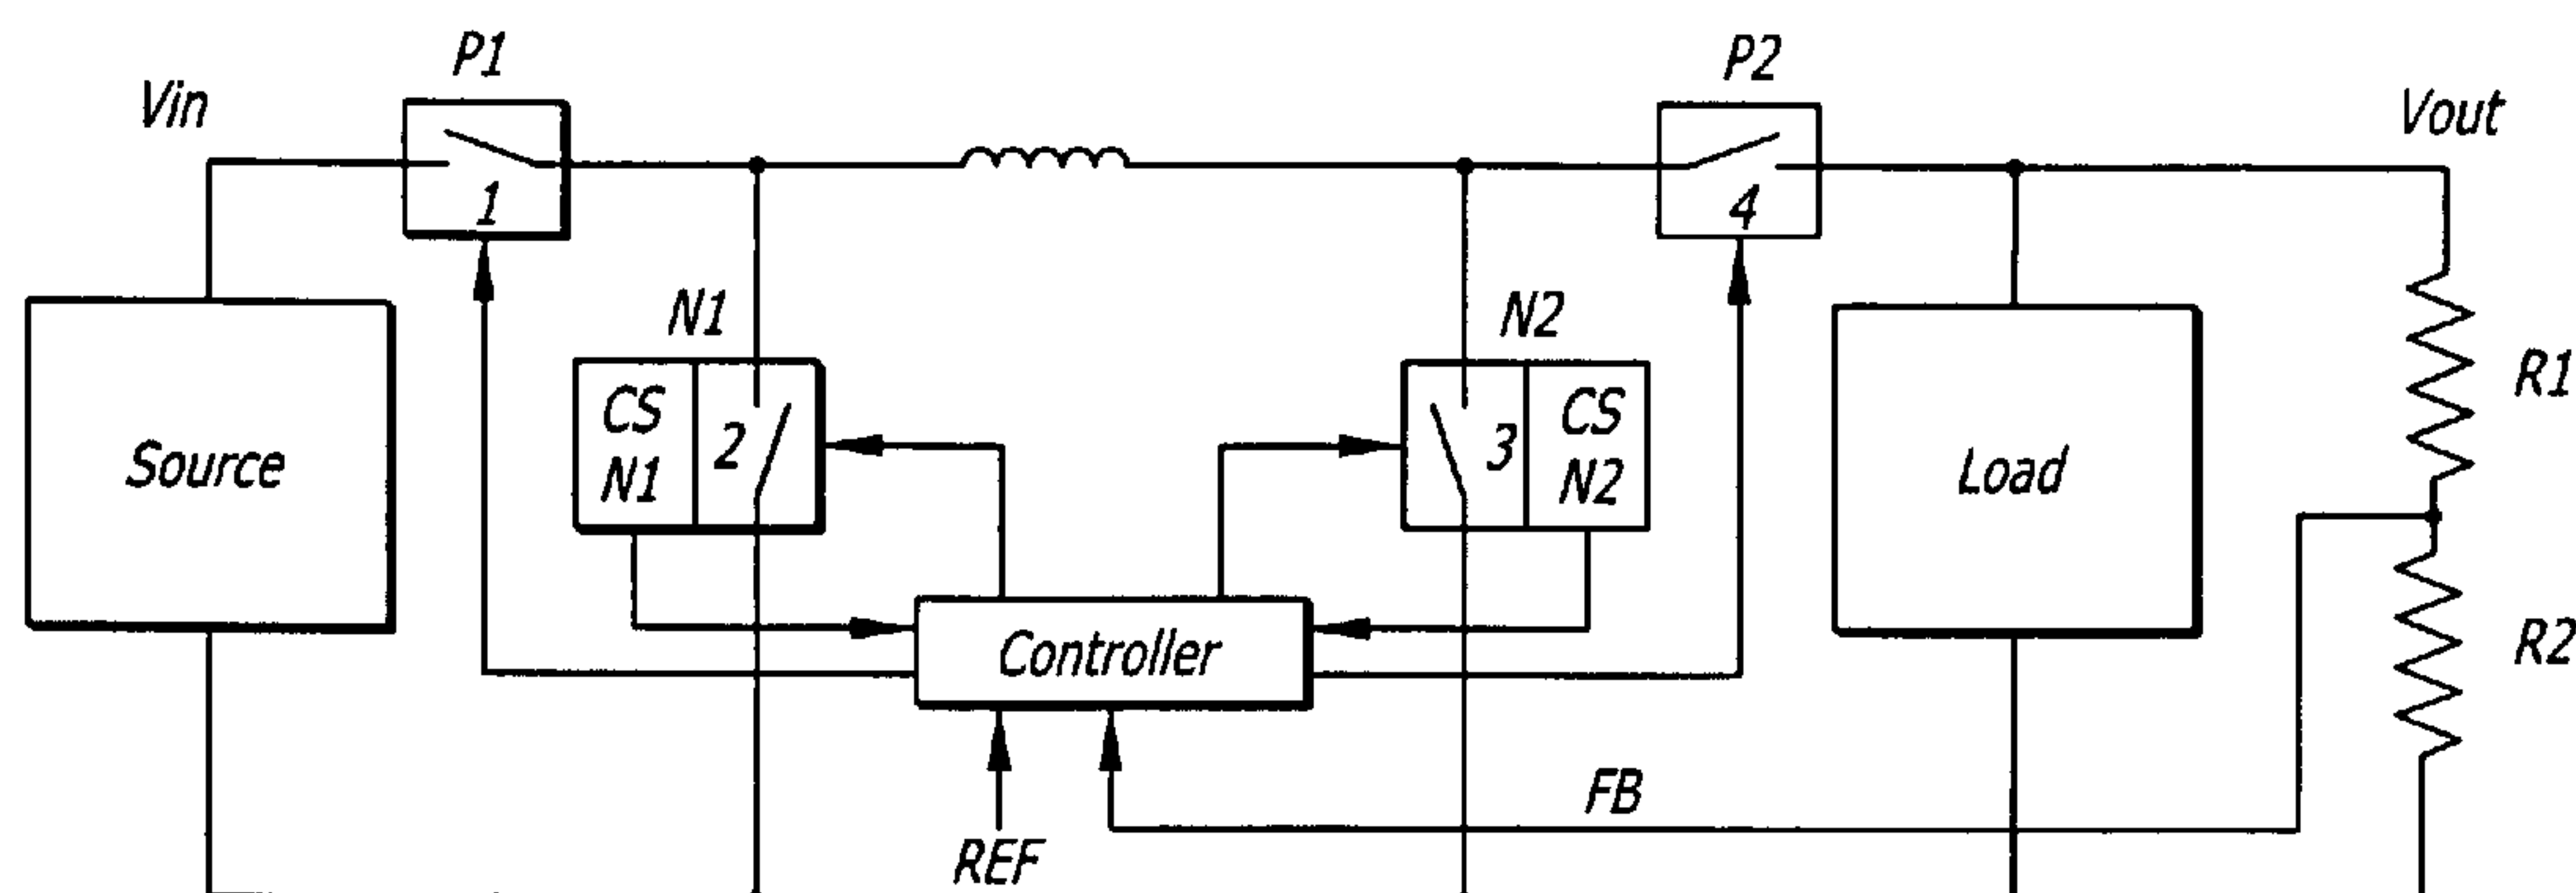 P1
P2
Vin
Vout
1
4
N1
N2
R1
CS
N1
2
3
CS
N2
Source
Load
Controller
R2
FB
REF